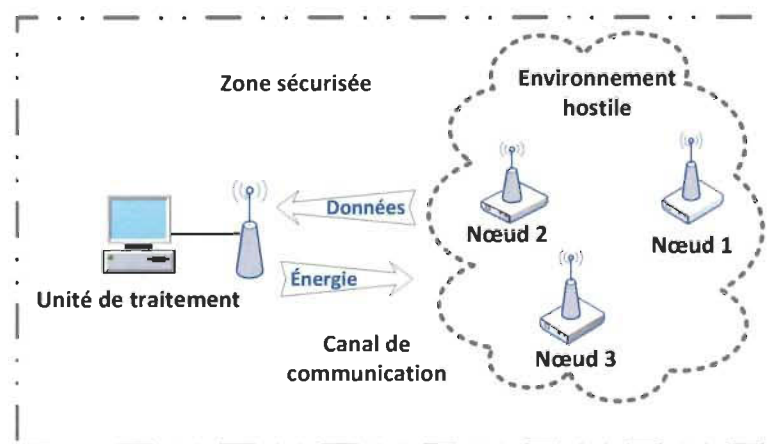 Zone sécurisée
Environnement
hostile
Données
Nœud 2
Nœud 1
Énergie
Unité de traitement
Canal de
communication
Nœud 3